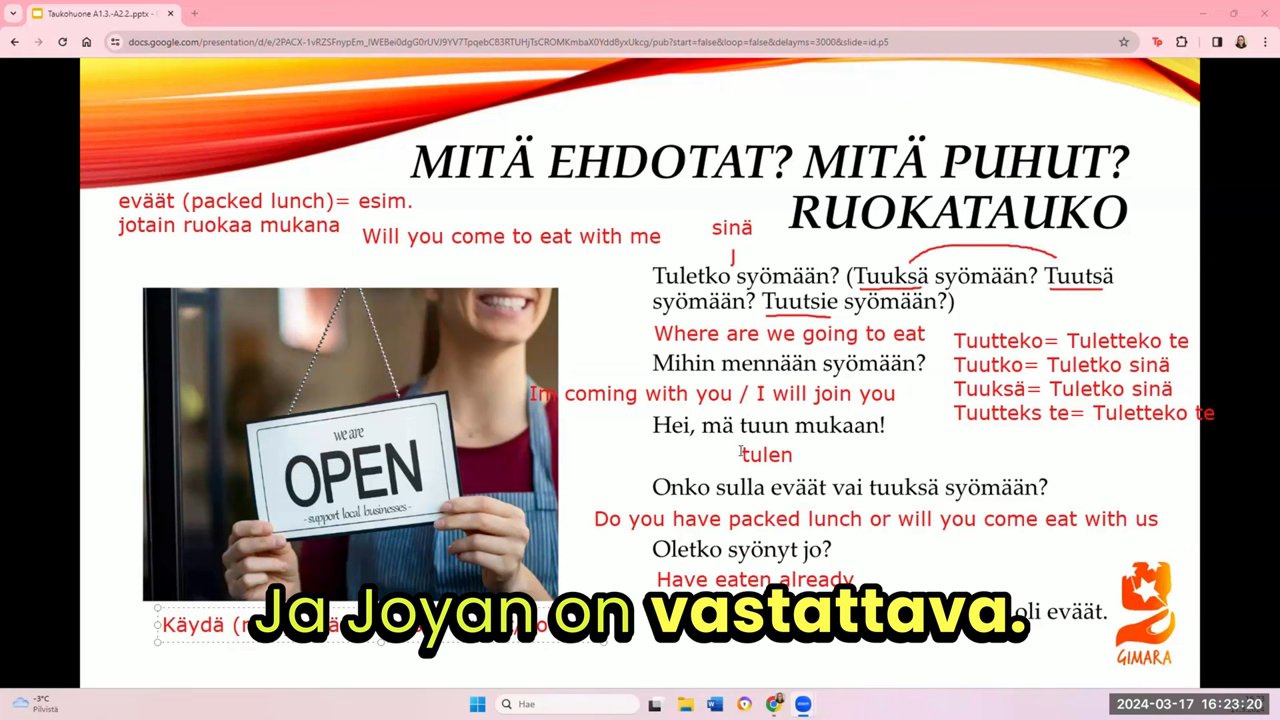 Taukohuone A1.3.-A2.2..pptx -
docs.google.com/presentation/d/e/2PACX-1vRZSFnypEm_lWEBei0dgG0rUVJ9YV7TpqebC83RTUHjTsCROMKmbaX0Ydd8yxUkcg/pub?start=false&loop=false&delayms=3000&slide=id.p5
MITÄ EHDOTAT? MITÄ PUHUT?
RUOKATAUKO
eväät (packed lunch)= esim.
jotain ruokaa mukana
Will you come to eat with me
sinä
Tuletko syömään? (Tuuksä syömään? Tuutsä
syömään? Tuutsie syömään?)
Where are we going to eat
Mihin mennään syömään?
Tuutteko= Tuletteko te
Tuutko= Tuletko sinä
Tuuksä= Tuletko sinä
Tuutteks te= Tuletteko te
Im coming with you / I will join you
Hei, mä tuun mukaan!
tulen
Onko sulla eväät vai tuuksä syömään?
Do you have packed lunch or will you come eat with us
Oletko syönyt jo?
Have eaten already
oli eväät.
we are
OPEN
-support local businesses-
Käydä
Ja Joyan on vastattava.
GIMARA
-3°C
Pilvistä
Hae
2024-03-17 16:23:20